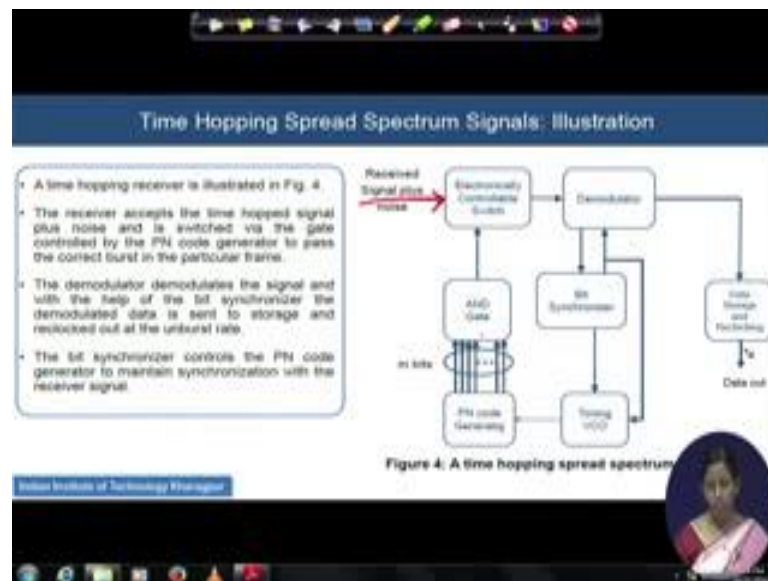 Time Hopping Spread Spectrum Signals: Illustration
• A time hopping receiver is illustrated in Fig. 4.
• The receiver accepts the time hopped signal
plus noise and is switched via the gate
controlled by the PN code generator to pass
the correct burst in the particular frame.
• The demodulator demodulates the signal and
with the help of the bit synchronizer the
demodulated data is sent to storage and
reclocked out at the unburst rate.
• The bit synchronizer controls the PN code
generator to maintain synchronization with the
receiver signal.
Received
Signal plus
noise
Electronically
Controllable
Switch
Demodulator
AND
Gate
Bit
Synchronizer
Data
Storage
and
Reclocking
m bits
Data out
PN code
Generator
Timing
VCO
Figure 4: A time hopping spread spectrum
Indian Institute of Technology Kharagpur